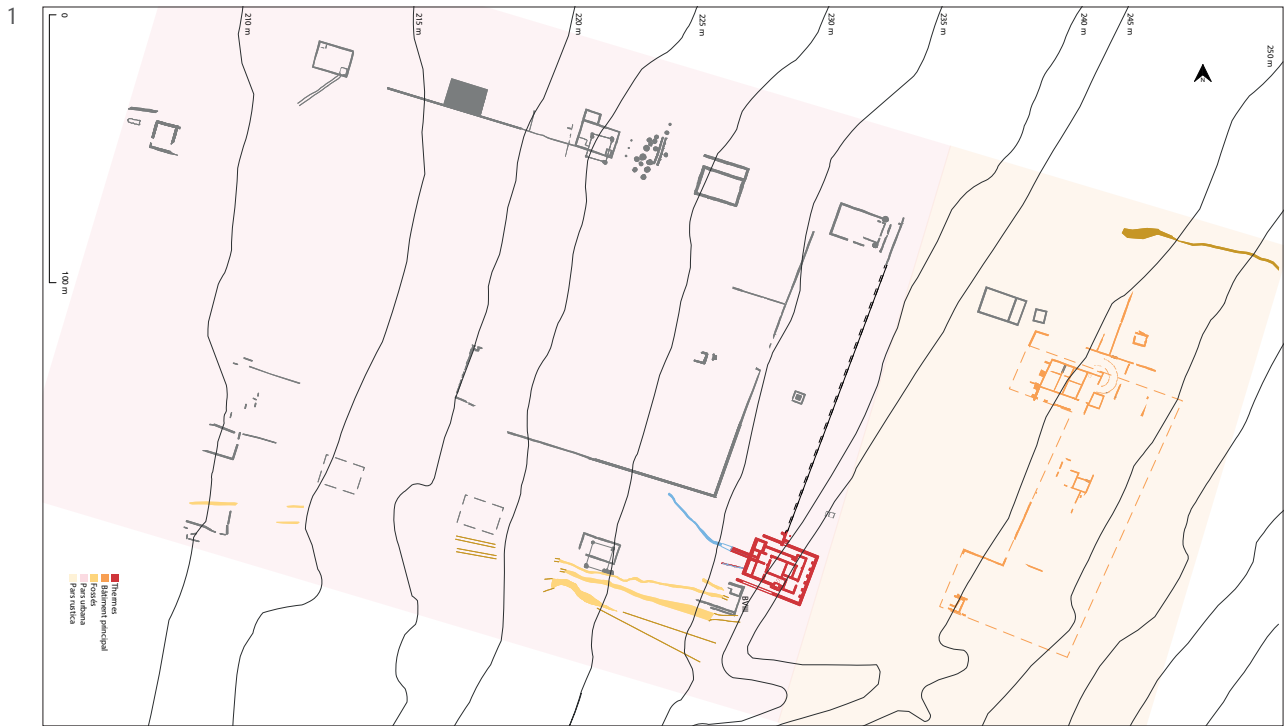 1
0
100 m
210 m
215 m
220 m
225 m
230 m
235 m
240 m
245 m
250 m
N
BVIII
Thermes
Bâtiment principal
Fossés
Pars urbana
Pars rustica